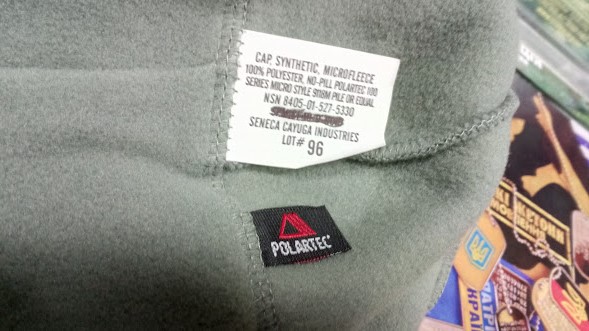 CAP, SYNTHETIC, MICROFLEECE
100% POLYESTER, NO-PILL POLARTEC 100
SERIES MICRO STYLE 9118M PILE OR EQUAL
NSN 8405-01-527-5330
SENECA CAYUGA INDUSTRIES
LOT# 96
POLARTEC®